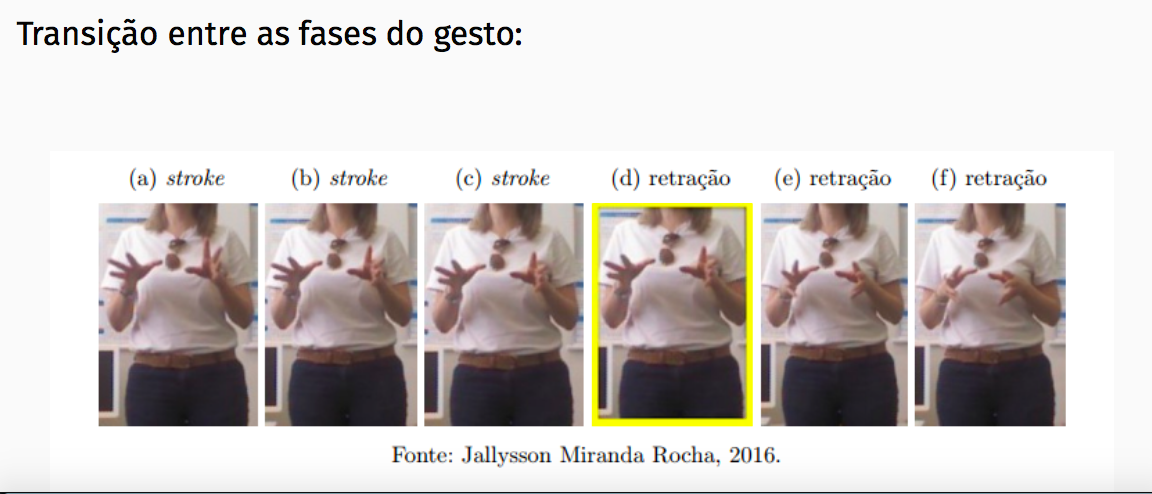 Transição entre as fases do gesto:
(a) stroke (b) stroke (c) stroke (d) retração (e) retração (f) retração
Fonte: Jallysson Miranda Rocha, 2016.